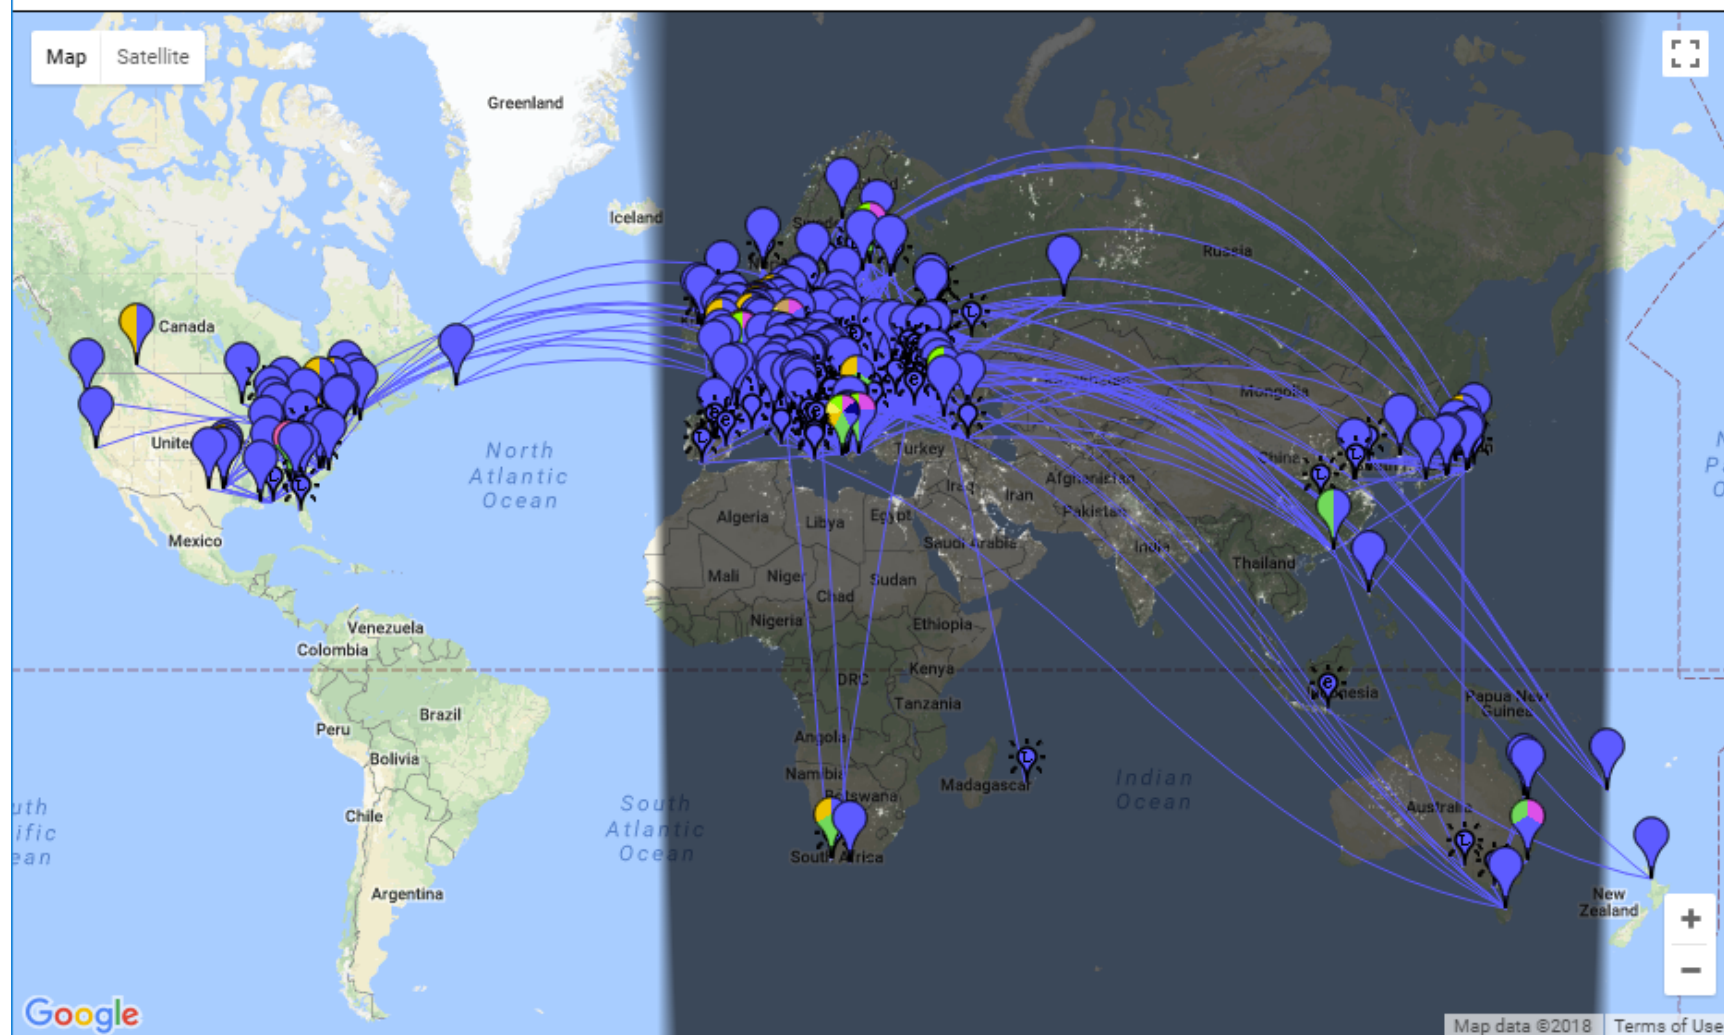 Map Satellite
Greenland
Iceland
Russia
Canada
Mongolia
North
Atlantic
Ocean
Turkey
China
Iraq
Iran
Afghanistan
Algeria
Libya
Egypt
Pakistan
Mexico
Saudi Arabia
India
Thailand
Mali
Niger
Sudan
Chad
Nigeria
Ethiopia
Venezuela
Colombia
DRC
Kenya
Indonesia
Papua New
Guinea
Tanzania
Brazil
Peru
Angola
Bolivia
Namibia
Botswana
Madagascar
Indian
Ocean
South
Atlantic
Ocean
Chile
Australia
South Africa
Argentina
New
Zealand
Google
Map data ©2018 Terms of Use